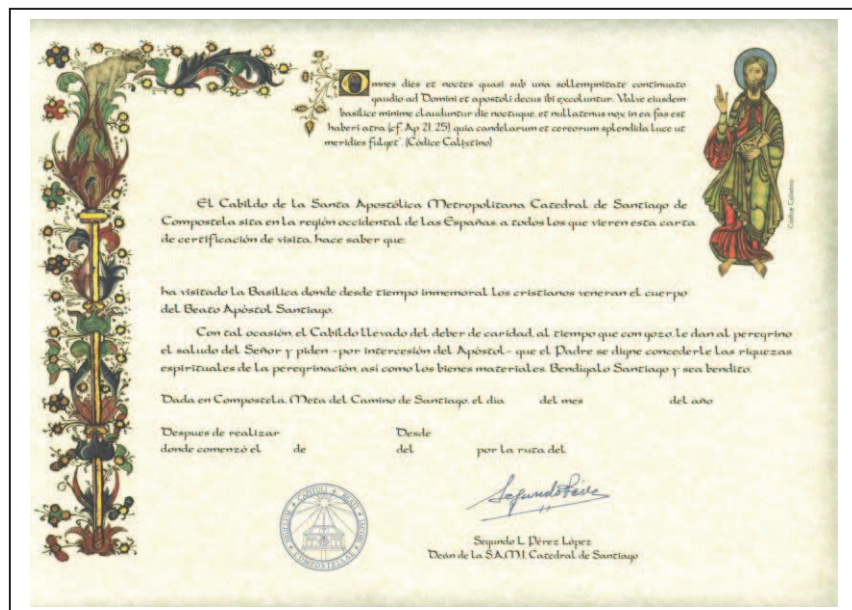 Omnes dies et noctes quasi sub una sollempnitate continuato
gaudio ad Domini et apostoli decus ibi excoluntur. Valve eiusdem
basilice minime clauduntur die noctuque, et nullatenus nox in ea fas est
haberi atra (cf. Ap 21, 25) quia candelarum et cereorum splendida luce ut
meridies fulget". (Códice Calixtino)
Códice Calixtino
El Cabildo de la Santa Apostólica Metropolitana Catedral de Santiago de
Compostela sita en la región occidental de las Españas, a todos los que vieren esta carta
de certificación de visita, hace saber que:
ha visitado la Basílica donde desde tiempo inmemorial los cristianos veneran el cuerpo
del Beato Apóstol Santiago.
Con tal ocasión, el Cabildo llevado del deber de caridad, al tiempo que con gozo, le dan al peregrino
el saludo del Señor y piden -por intercesión del Apóstol- que el Padre se digne concederle las riquezas
espirituales de la peregrinación, así como los bienes materiales. Bendígalo Santiago y sea bendito.
Dada en Compostela, Meta del Camino de Santiago, el día del mes del año
Despues de realizar Desde
donde comenzó el de del por la ruta del
SIGILLUM CAPITULI B. BEATI IACOBI COMPOSTELLAE
Segundo Pérez
Segundo L. Pérez López
Deán de la S.A.M.I. Catedral de Santiago